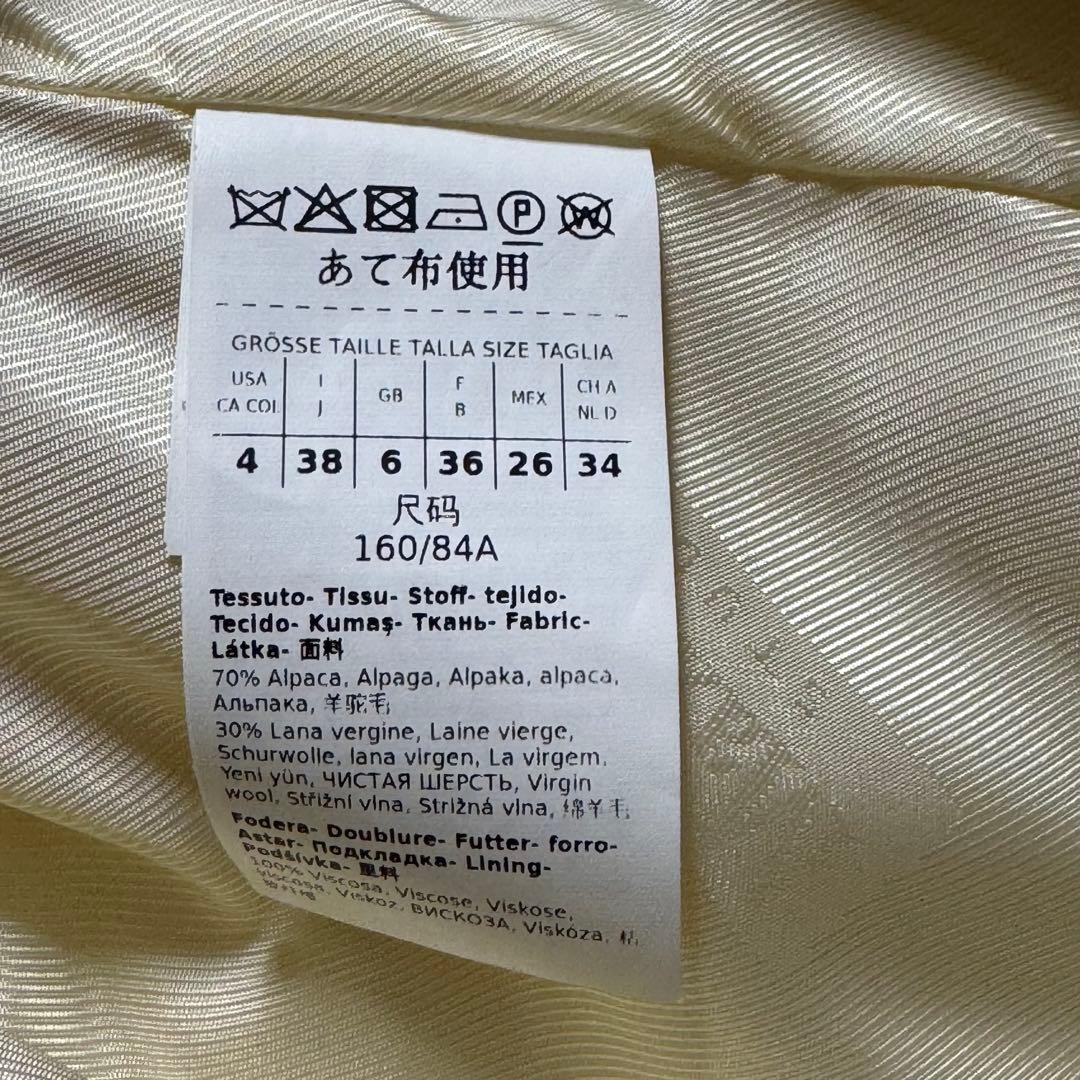 P W
あて布使用
GRÖSSE TAILLE TALLA SIZE TAGLIA
USA I GB F MEX CH A
CA COL J B NL D
4 38 6 36 26 34
尺码
160/84A
Tessuto- Tissu- Stoff- tejido-
Tecido- Kumaş- Ткань- Fabric-
Látka- 面料
70% Alpaca, Alpaga, Alpaka, alpaca,
Альпака, 羊驼毛
30% Lana vergine, Laine vierge,
Schurwolle, lana virgen, La virgem,
Yeni yün, ЧИСТАЯ ШЕРСТЬ, Virgin
wool, Střižní vlna, Strižná vlna, 绵羊毛
Fodera- Doublure- Futter- forro-
Astar- Подкладка- Lining-
Podšívka- 里料
100% Viscosa, Viscose, Viskose,
viscosa, Viskoz, ВИСКОЗА, Viskóza, 粘